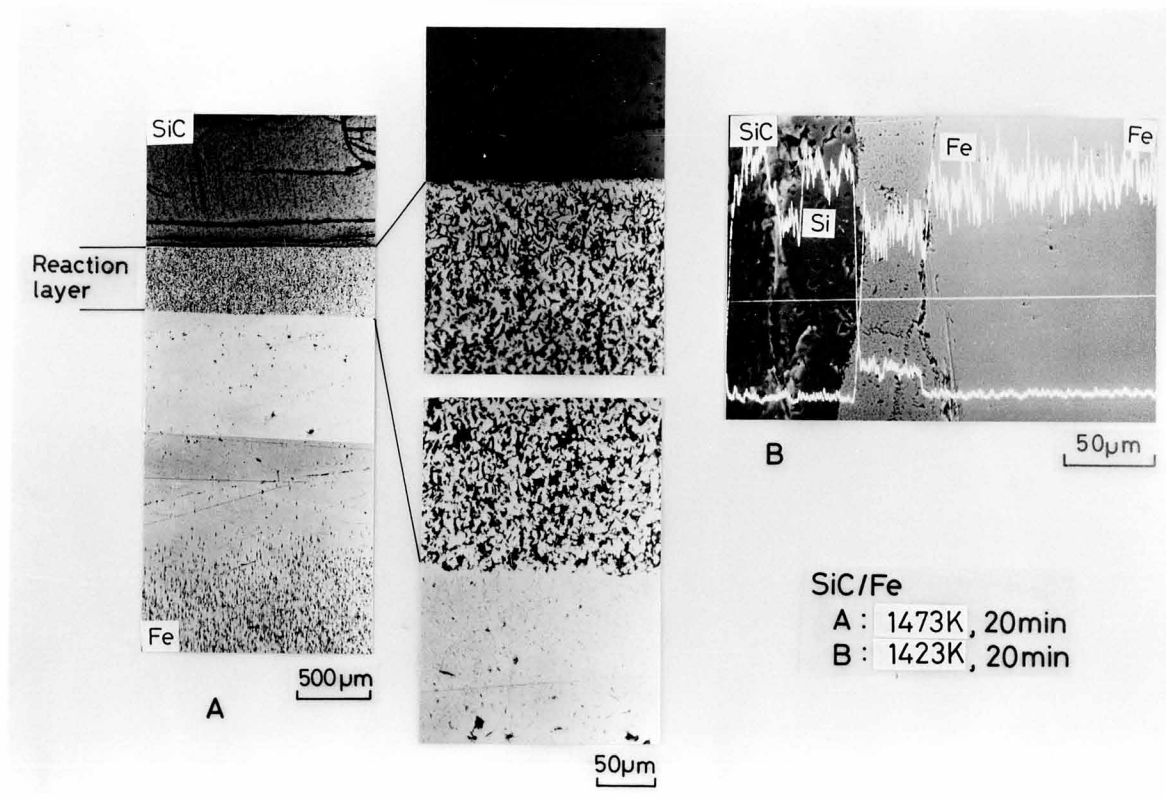 SiC
Reaction
layer
Fe
500μm
A
50μm
SiC
Si
Fe
Fe
B
50μm
SiC/Fe
A : 1473K, 20min
B : 1423K, 20min